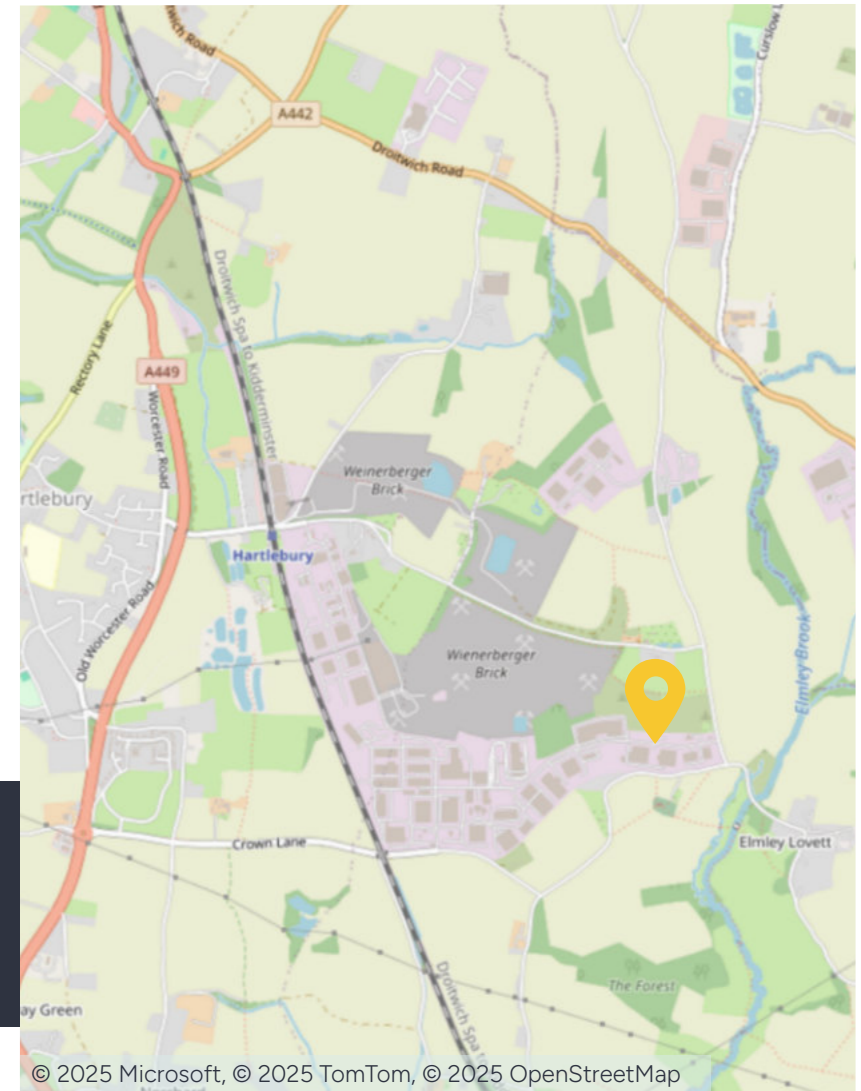 wich Road
Curslow L
A442
Droitwich Road
Droitwich Spa to Kidderminster
Rectory Lane
A449
Worcester Road
Weinerberger
Brick
rtlebury
Hartlebury
Old Worcester Road
Wienerberger
Brick
Elmley Brook
Crown Lane
Elmley Lovett
Droitwich Spa to
The Forest
ay Green
© 2025 Microsoft, © 2025 TomTom, © 2025 OpenStreetMap